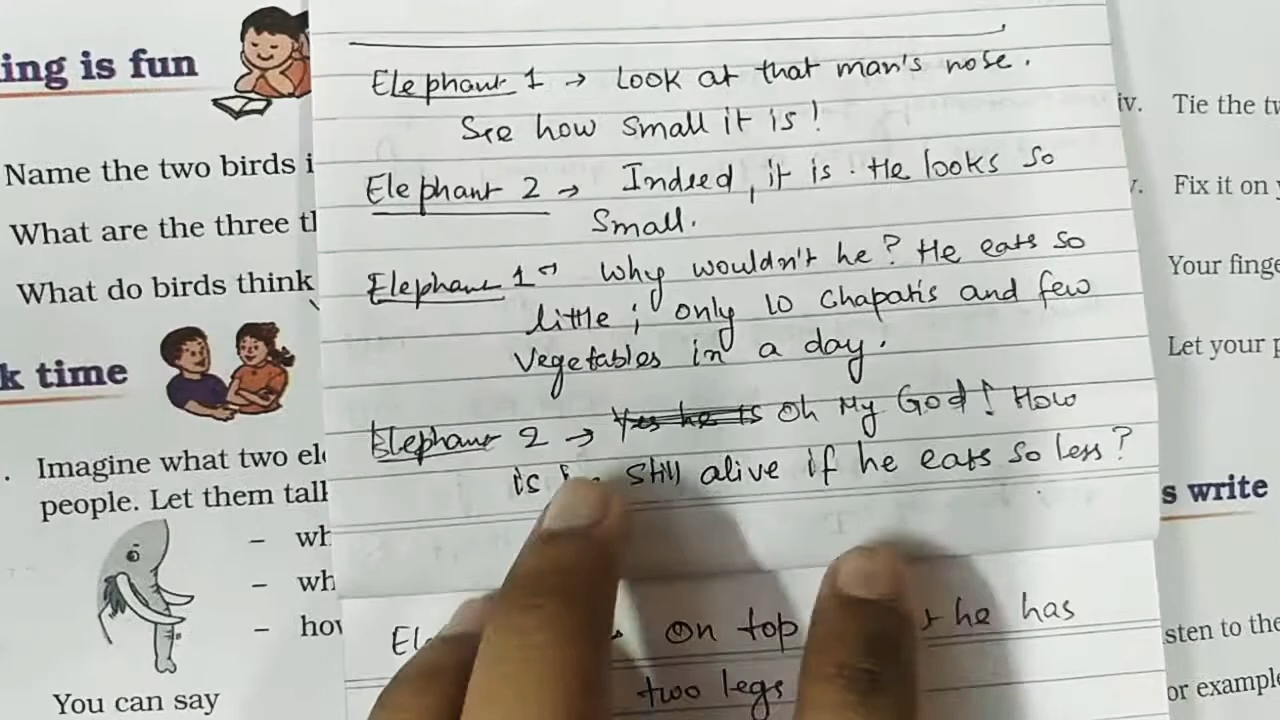 ing is fun
Name the two birds i
What are the three th
What do birds think
k time
. Imagine what two ele
people. Let them talk
– wh
– wh
– how
You can say
Elephant 1 → Look at that man's nose.
See how small it is!
Elephant 2 → Indeed, it is. He looks so
small.
Elephant 1 → Why wouldn't he? He eats so
little; only 10 chapatis and few
vegetables in a day.
Elephant 2 → Yes he is Oh My God! How
is still alive if he eats so less?
El On top he has
two legs
iv. Tie the tw
v. Fix it on y
Your finge
Let your p
s write
sten to the
or example